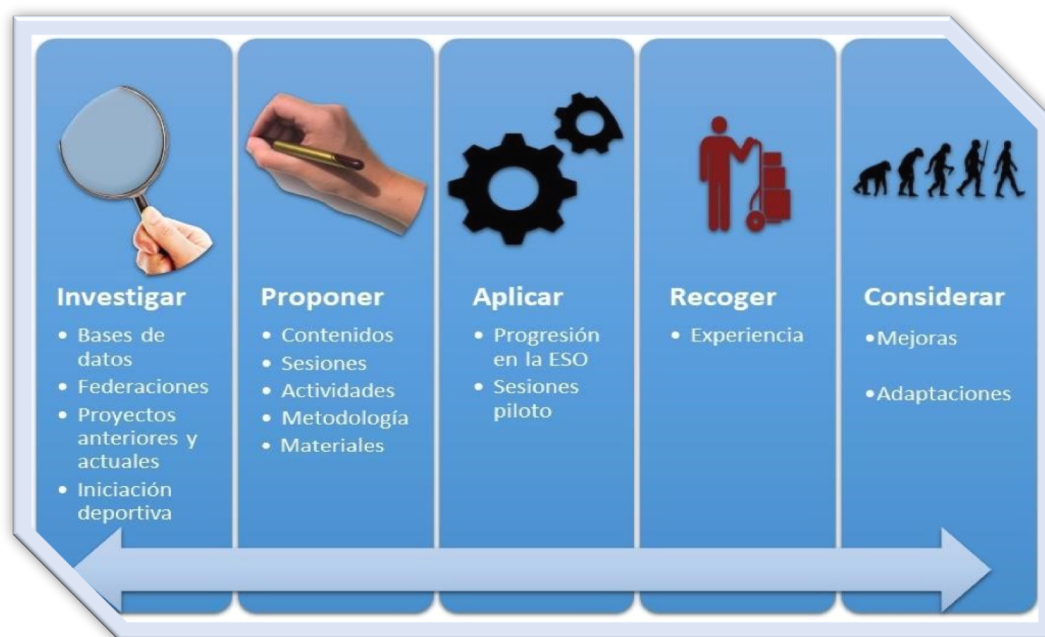 Investigar
• Bases de
datos
• Federaciones
• Proyectos
anteriores y
actuales
• Iniciación
deportiva
Proponer
• Contenidos
• Sesiones
• Actividades
• Metodología
• Materiales
Aplicar
• Progresión
en la ESO
• Sesiones
piloto
Recoger
• Experiencia
Considerar
•Mejoras
•Adaptaciones